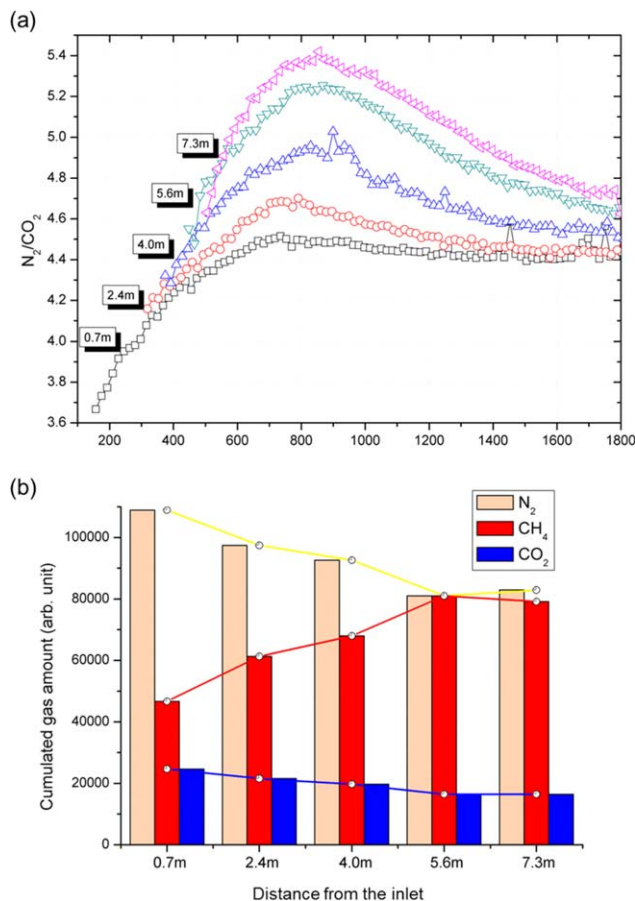 (a)
5.4
5.2
5.0
4.8
4.6
4.4
4.2
4.0
3.8
3.6
N₂/CO₂
7.3m
5.6m
4.0m
2.4m
0.7m
200 400 600 800 1000 1200 1400 1600 1800
(b)
N₂
CH₄
CO₂
100000
80000
60000
40000
20000
0
Cumulated gas amount (arb. unit)
0.7m 2.4m 4.0m 5.6m 7.3m
Distance from the inlet